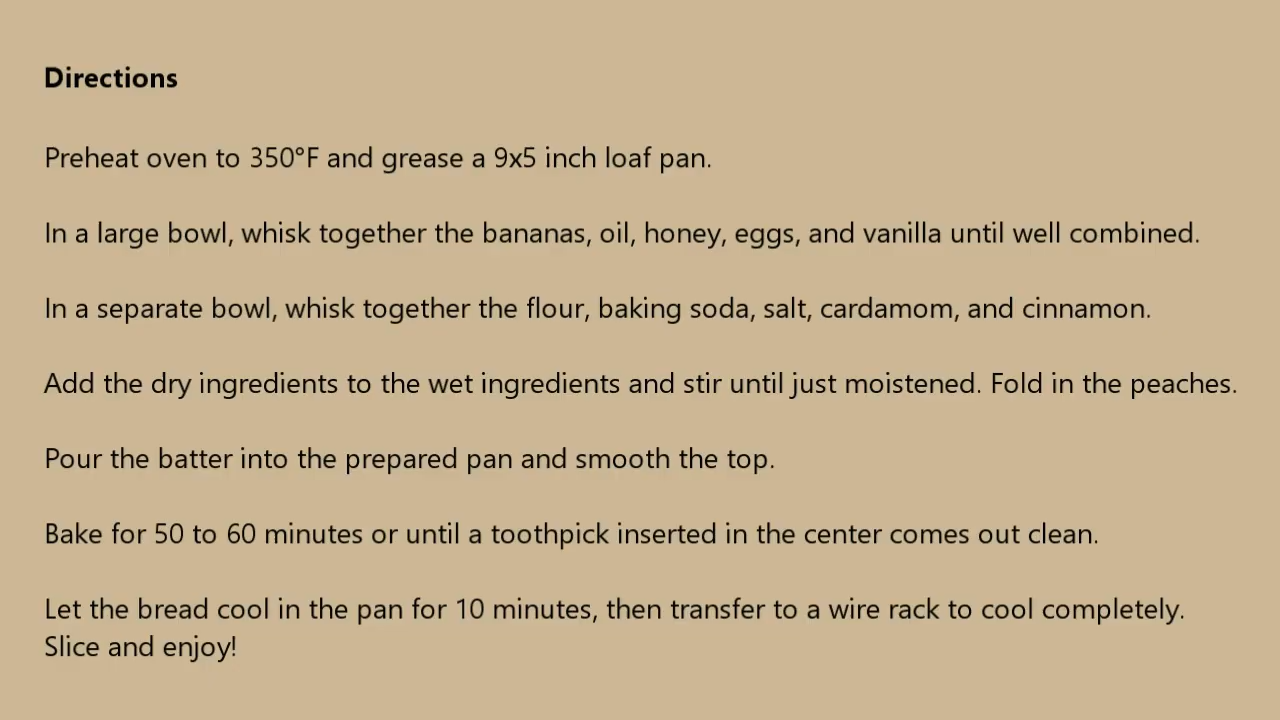 Directions
Preheat oven to 350°F and grease a 9x5 inch loaf pan.
In a large bowl, whisk together the bananas, oil, honey, eggs, and vanilla until well combined.
In a separate bowl, whisk together the flour, baking soda, salt, cardamom, and cinnamon.
Add the dry ingredients to the wet ingredients and stir until just moistened. Fold in the peaches.
Pour the batter into the prepared pan and smooth the top.
Bake for 50 to 60 minutes or until a toothpick inserted in the center comes out clean.
Let the bread cool in the pan for 10 minutes, then transfer to a wire rack to cool completely.
Slice and enjoy!